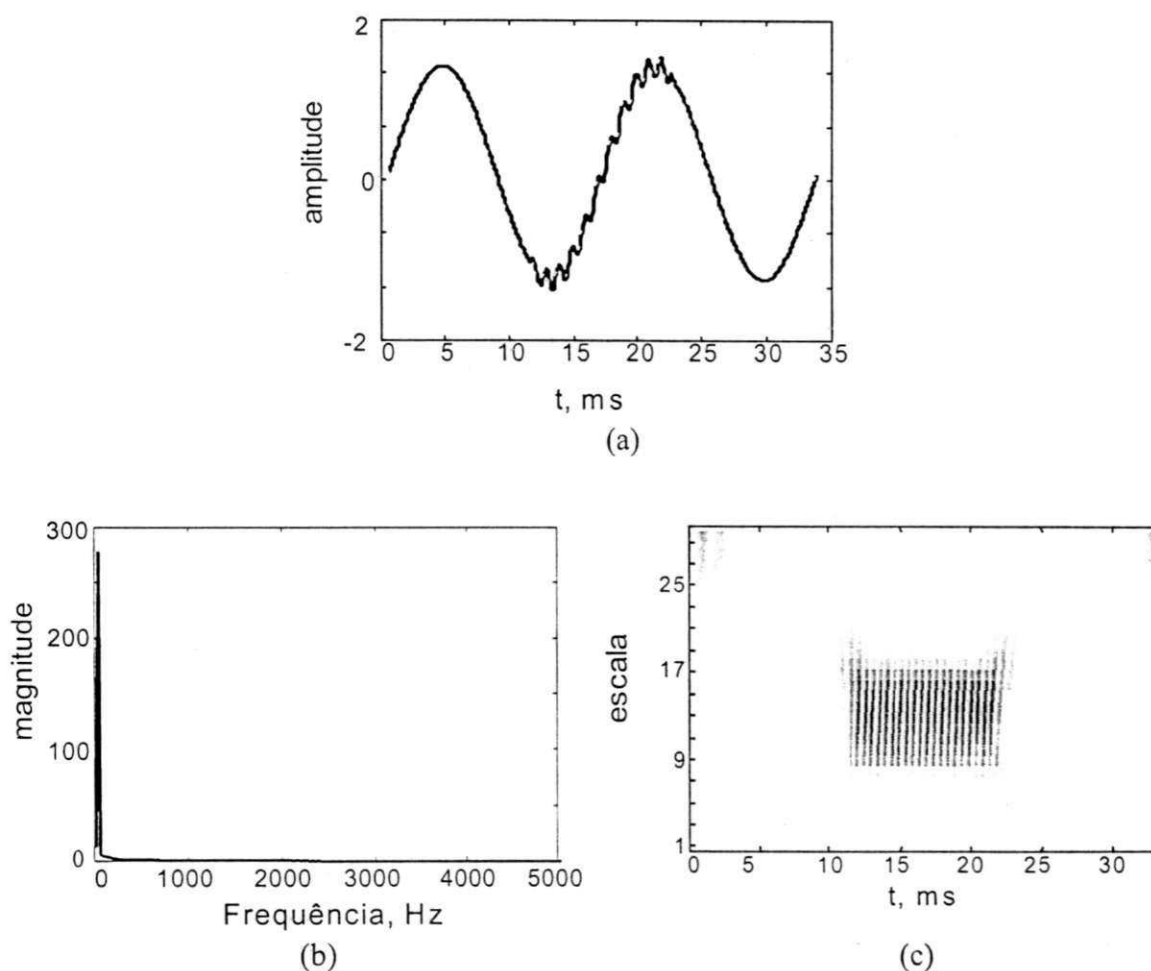 2
0
-2
amplitude
0 5 10 15 20 25 30 35
t, ms
(a)
300
200
100
0
magnitude
0 1000 2000 3000 4000 5000
Frequência, Hz
(b)
25
17
9
1
escala
0 5 10 15 20 25 30
t, ms
(c)